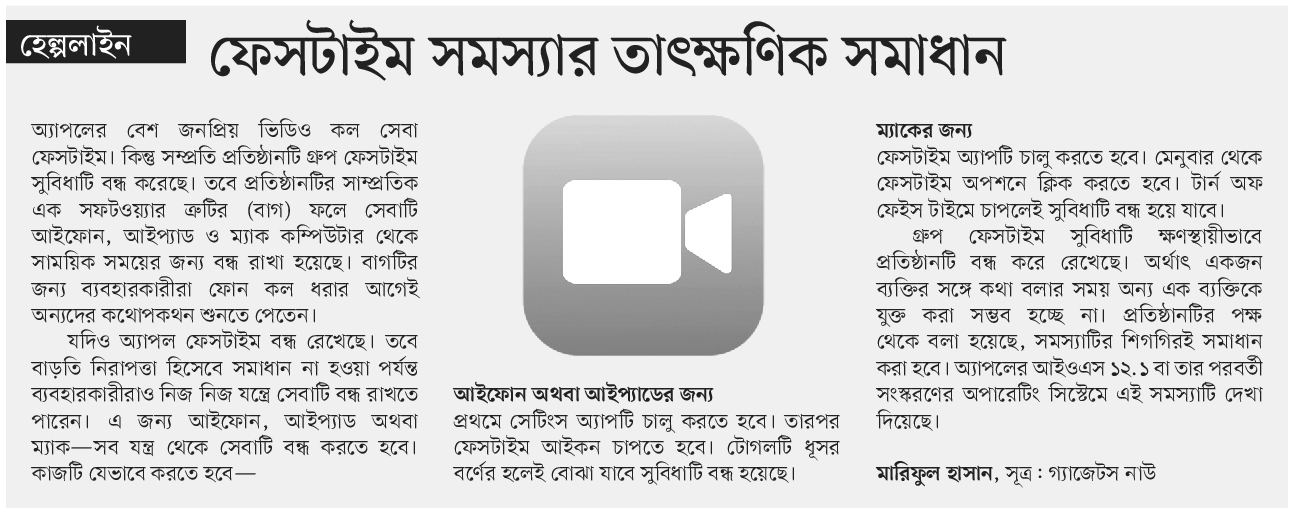 হেল্পলাইন
ফেসটাইম সমস্যার তাৎক্ষণিক সমাধান
অ্যাপলের বেশ জনপ্রিয় ভিডিও কল সেবা
ফেসটাইম। কিন্তু সম্প্রতি প্রতিষ্ঠানটি গ্রুপ ফেসটাইম
সুবিধাটি বন্ধ করেছে। তবে প্রতিষ্ঠানটির সাম্প্রতিক
এক সফটওয়্যার ত্রুটির (বাগ) ফলে সেবাটি
আইফোন, আইপ্যাড ও ম্যাক কম্পিউটার থেকে
সাময়িক সময়ের জন্য বন্ধ রাখা হয়েছে। বাগটির
জন্য ব্যবহারকারীরা ফোন কল ধরার আগেই
অন্যদের কথোপকথন শুনতে পেতেন।
যদিও অ্যাপল ফেসটাইম বন্ধ রেখেছে। তবে
বাড়তি নিরাপত্তা হিসেবে সমাধান না হওয়া পর্যন্ত
ব্যবহারকারীরাও নিজ নিজ যন্ত্রে সেবাটি বন্ধ রাখতে
পারেন। এ জন্য আইফোন, আইপ্যাড অথবা
ম্যাক—সব যন্ত্র থেকে সেবাটি বন্ধ করতে হবে।
কাজটি যেভাবে করতে হবে—
আইফোন অথবা আইপ্যাডের জন্য
প্রথমে সেটিংস অ্যাপটি চালু করতে হবে। তারপর
ফেসটাইম আইকন চাপতে হবে। টোগলটি ধূসর
বর্ণের হলেই বোঝা যাবে সুবিধাটি বন্ধ হয়েছে।
ম্যাকের জন্য
ফেসটাইম অ্যাপটি চালু করতে হবে। মেনুবার থেকে
ফেসটাইম অপশনে ক্লিক করতে হবে। টার্ন অফ
ফেইস টাইমে চাপলেই সুবিধাটি বন্ধ হয়ে যাবে।
গ্রুপ ফেসটাইম সুবিধাটি ক্ষণস্থায়ীভাবে
প্রতিষ্ঠানটি বন্ধ করে রেখেছে। অর্থাৎ একজন
ব্যক্তির সঙ্গে কথা বলার সময় অন্য এক ব্যক্তিকে
যুক্ত করা সম্ভব হচ্ছে না। প্রতিষ্ঠানটির পক্ষ
থেকে বলা হয়েছে, সমস্যাটির শিগগিরই সমাধান
করা হবে। অ্যাপলের আইওএস ১২.১ বা তার পরবর্তী
সংস্করণের অপারেটিং সিস্টেমে এই সমস্যাটি দেখা
দিয়েছে।
মারিফুল হাসান, সূত্র : গ্যাজেটস নাউ